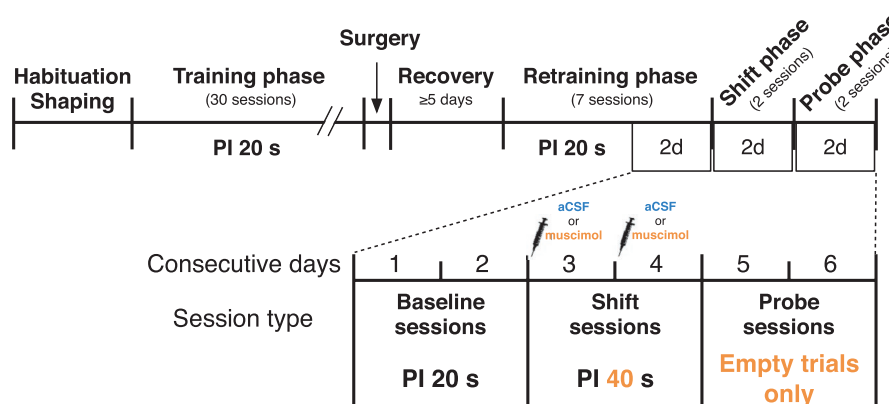 Surgery
Shift phase
(2 sessions)
Probe phase
(2 sessions)
Habituation
Shaping
Training phase
(30 sessions)
Recovery
≥5 days
Retraining phase
(7 sessions)
PI 20 s
PI 20 s
2d
2d
2d
aCSF
or
muscimol
aCSF
or
muscimol
Consecutive days
1
2
3
4
5
6
Session type
Baseline
sessions
Shift
sessions
Probe
sessions
PI 20 s
PI 40 s
Empty trials
only